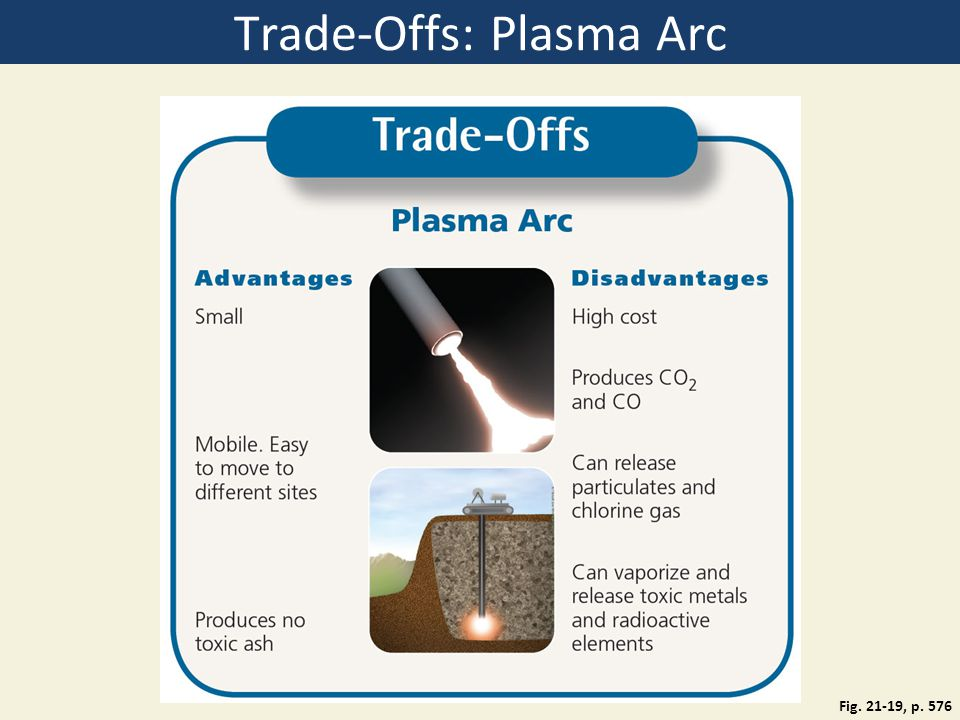 Trade-Offs: Plasma Arc
Trade-Offs
Plasma Arc
Advantages
Small
Mobile. Easy
to move to
different sites
Produces no
toxic ash
Disadvantages
High cost
Produces CO₂
and CO
Can release
particulates and
chlorine gas
Can vaporize and
release toxic metals
and radioactive
elements
Fig. 21-19, p. 576